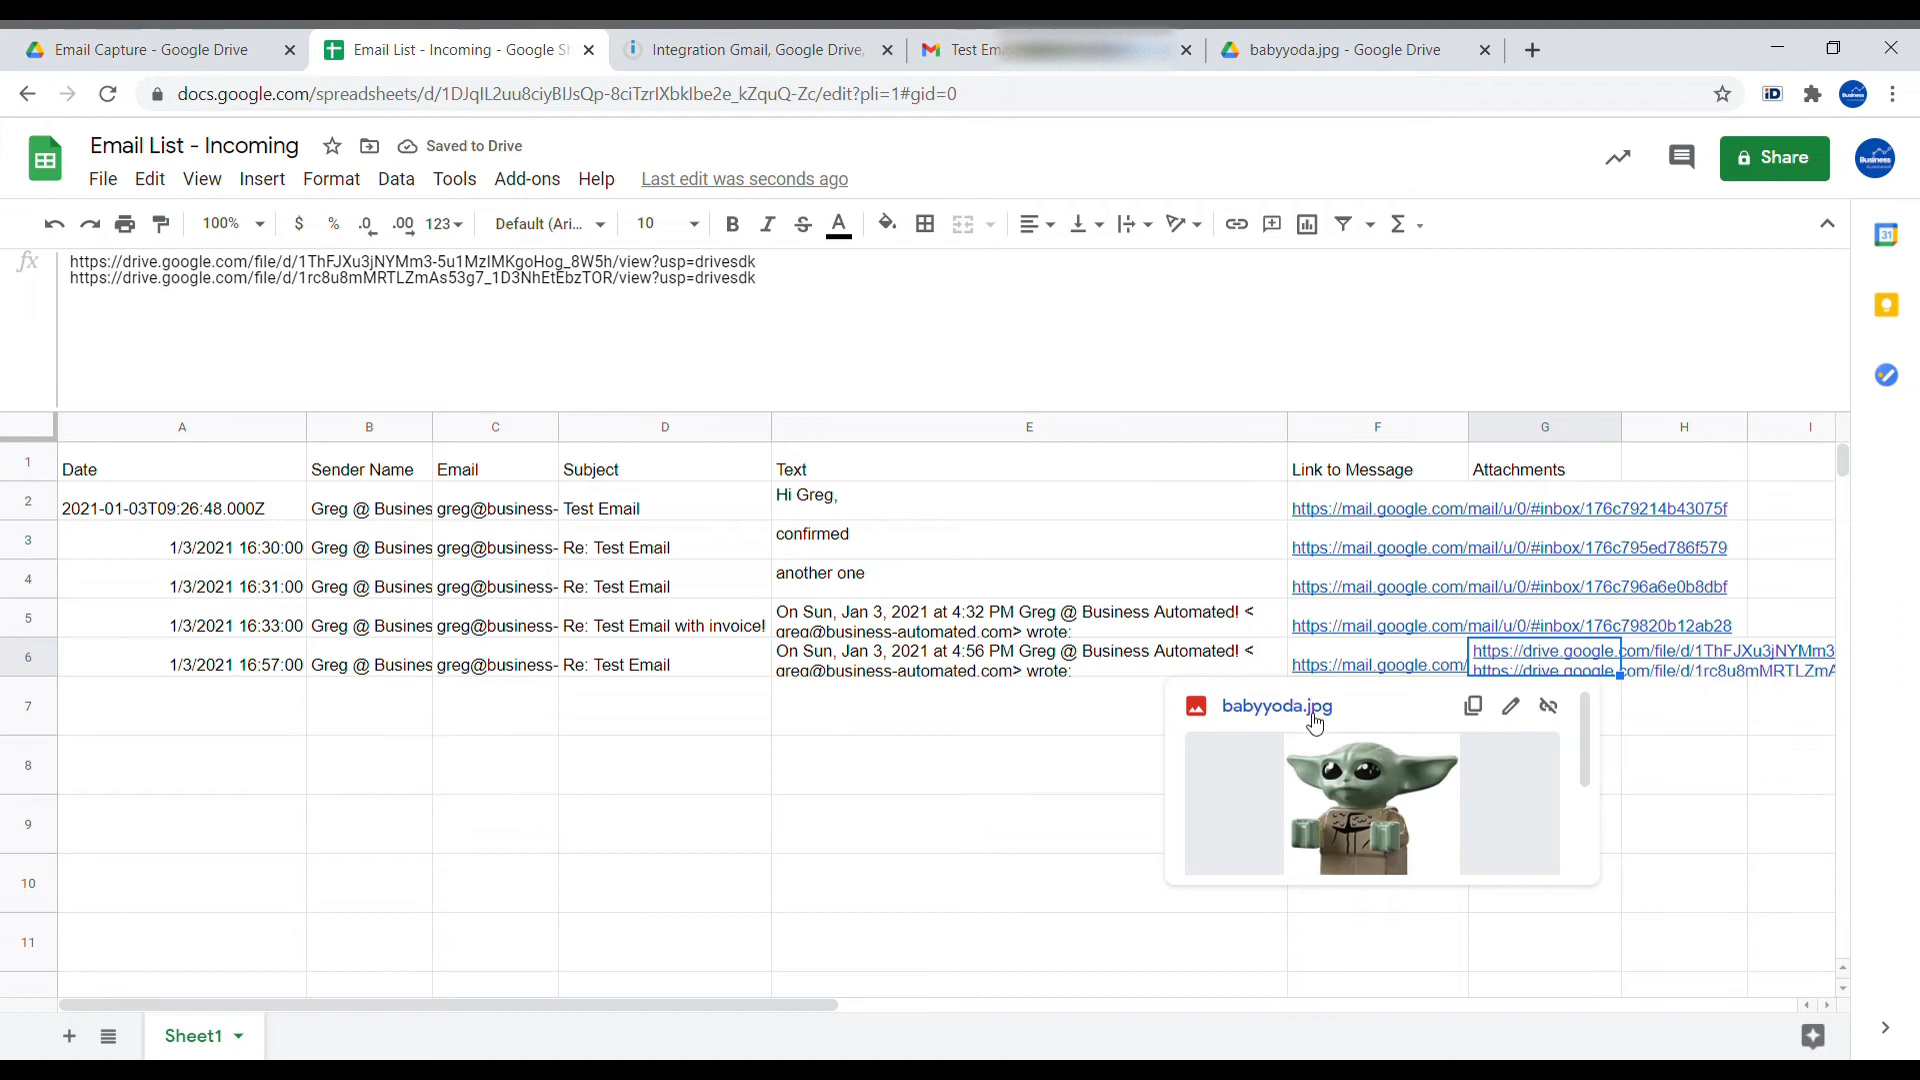 Email Capture - Google Drive
Email List - Incoming - Google Sh
Integration Gmail, Google Drive,
Test Ema
babyyoda.jpg - Google Drive
docs.google.com/spreadsheets/d/1DJqIL2uu8ciyBIJsQp-8ciTzrIXbkIbe2e_kZquQ-Zc/edit?pli=1#gid=0
Email List - Incoming
Saved to Drive
File Edit View Insert Format Data Tools Add-ons Help Last edit was seconds ago
Share
Business
100% $ % .0 .00 123 Default (Ari... 10 B I S A Σ
fx
https://drive.google.com/file/d/1ThFJXu3jNYMm3-5u1MzIMKgoHog_8W5h/view?usp=drivesdk
https://drive.google.com/file/d/1rc8u8mMRTLZmAs53g7_1D3NhEtEbzTOR/view?usp=drivesdk
A B C D E F G H I
1 Date Sender Name Email Subject Text Link to Message Attachments
2 2021-01-03T09:26:48.000Z Greg @ Busines greg@business- Test Email Hi Greg, https://mail.google.com/mail/u/0/#inbox/176c79214b43075f
3 1/3/2021 16:30:00 Greg @ Busines greg@business- Re: Test Email confirmed https://mail.google.com/mail/u/0/#inbox/176c795ed786f579
4 1/3/2021 16:31:00 Greg @ Busines greg@business- Re: Test Email another one https://mail.google.com/mail/u/0/#inbox/176c796a6e0b8dbf
5 1/3/2021 16:33:00 Greg @ Busines greg@business- Re: Test Email with invoice! On Sun, Jan 3, 2021 at 4:32 PM Greg @ Business Automated! < https://mail.google.com/mail/u/0/#inbox/176c79820b12ab28
greg@business-automated.com> wrote:
6 1/3/2021 16:57:00 Greg @ Busines greg@business- Re: Test Email On Sun, Jan 3, 2021 at 4:56 PM Greg @ Business Automated! < https://mail.google.com/ https://drive.google.com/file/d/1ThFJXu3jNYMm3
greg@business-automated.com> wrote: https://drive.google.com/file/d/1rc8u8mMRTLZmA
7
babyyoda.jpg
8
9
10
11
Sheet1